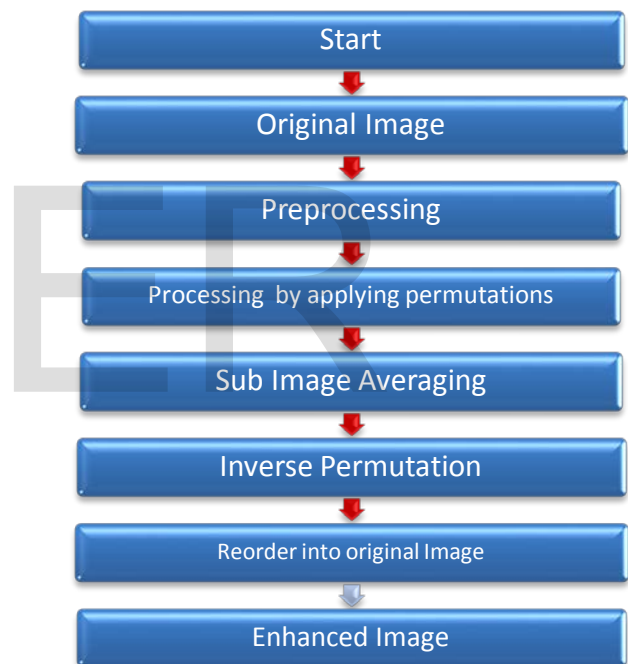 Start
Original Image
Preprocessing
Processing by applying permutations
Sub Image Averaging
Inverse Permutation
Reorder into original Image
Enhanced Image
ER